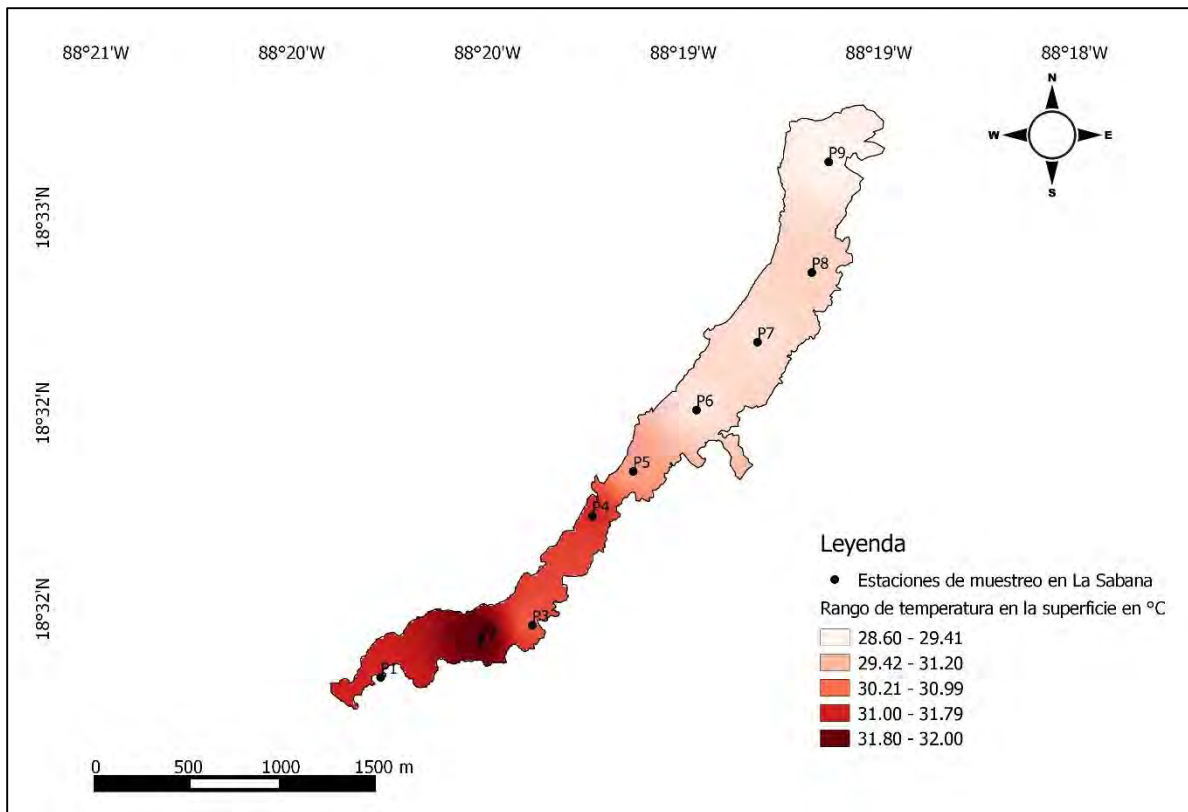 88°21'W 88°20'W 88°20'W 88°19'W 88°19'W 88°18'W
N
W E
S
P9
18°33'N
P8
P7
18°32'N
P6
P5
P4
Leyenda
Estaciones de muestreo en La Sabana
Rango de temperatura en la superficie en °C
28.60 - 29.41
29.42 - 31.20
30.21 - 30.99
31.00 - 31.79
31.80 - 32.00
18°32'N
P3
P1
0 500 1000 1500 m